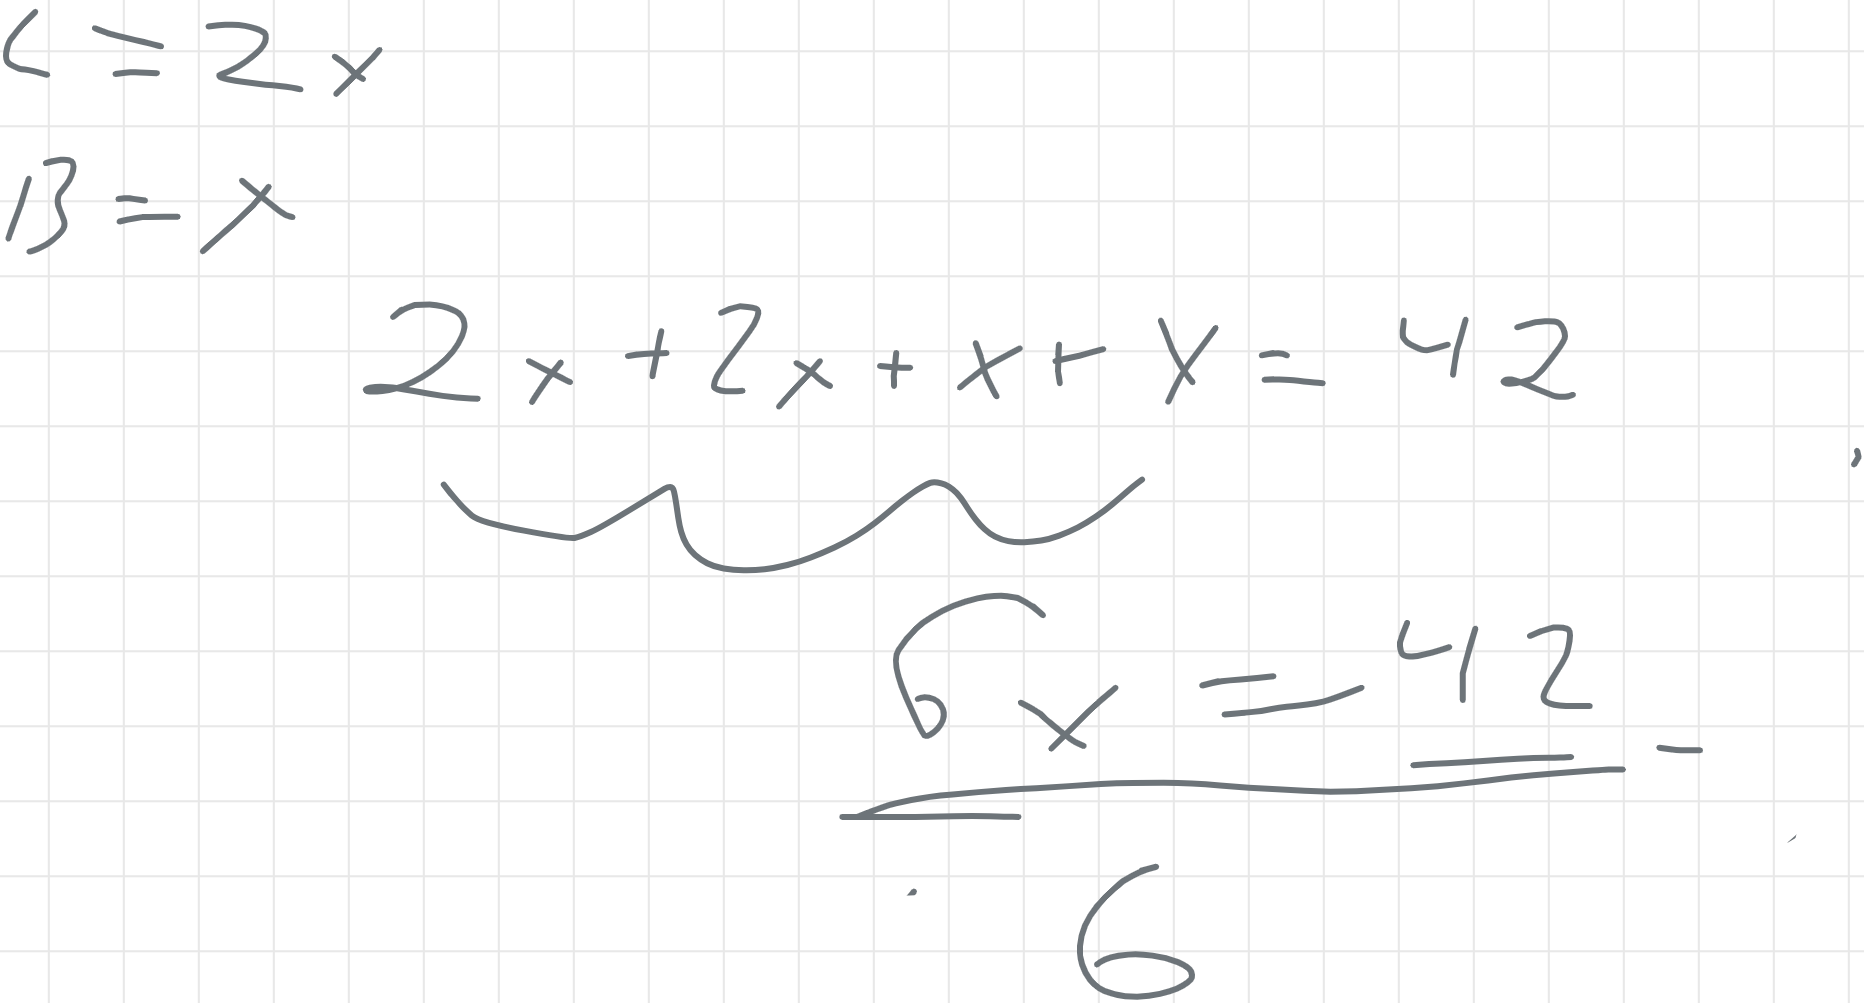 L = 2x
B = x
2x + 2x + x + x = 42
6x = 42 -
6